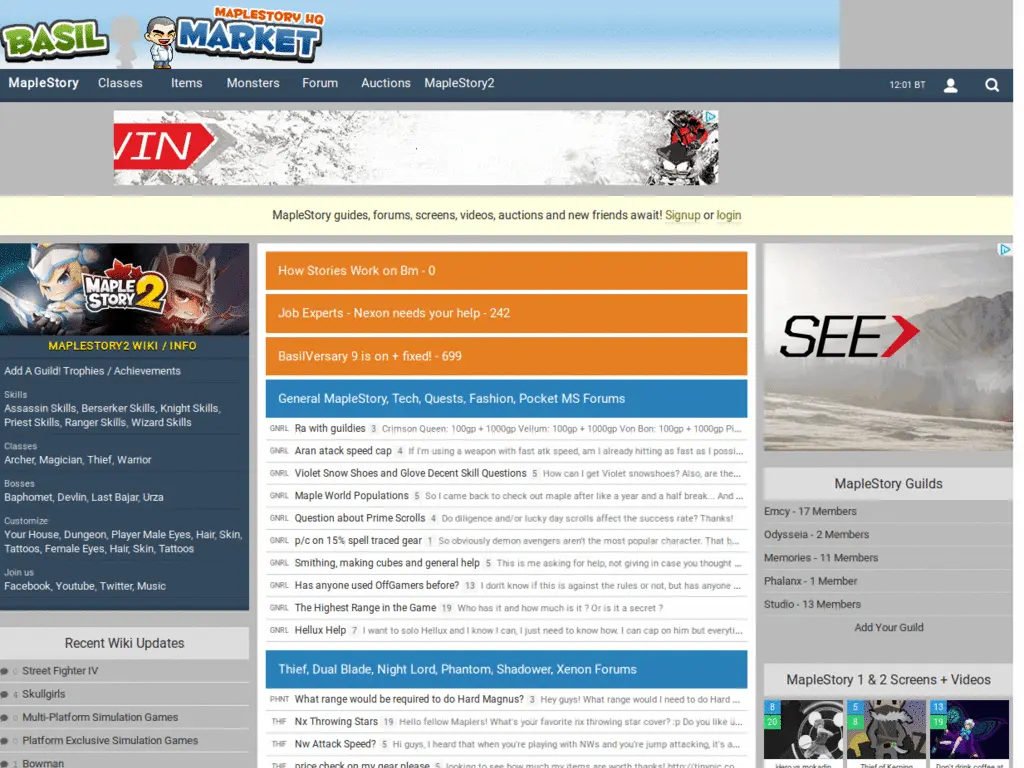 MAPLESTORY HQ
BASIL MARKET
MapleStory Classes Items Monsters Forum Auctions MapleStory2 12:01 BT
WIN
MapleStory guides, forums, screens, videos, auctions and new friends await! Signup or login
MAPLE STORY 2
MAPLESTORY2 WIKI / INFO
Add A Guild! Trophies / Achievements
Skills
Assassin Skills, Berserker Skills, Knight Skills,
Priest Skills, Ranger Skills, Wizard Skills
Classes
Archer, Magician, Thief, Warrior
Bosses
Baphomet, Devlin, Last Bajar, Urza
Customize
Your House, Dungeon, Player Male Eyes, Hair, Skin,
Tattoos, Female Eyes, Hair, Skin, Tattoos
Join us
Facebook, Youtube, Twitter, Music
Recent Wiki Updates
0 Street Fighter IV
4 Skullgirls
0 Multi-Platform Simulation Games
0 Platform Exclusive Simulation Games
1 Bowman
How Stories Work on Bm - 0
Job Experts - Nexon needs your help - 242
BasilVersary 9 is on + fixed! - 699
General MapleStory, Tech, Quests, Fashion, Pocket MS Forums
GNRL Ra with guildies 3 Crimson Queen: 100gp + 1000gp Vellum: 100gp + 1000gp Von Bon: 100gp + 1000gp Pi...
GNRL Aran atack speed cap 4 If I'm using a weapon with fast atk speed, am I already hitting as fast as I possi...
GNRL Violet Snow Shoes and Glove Decent Skill Questions 5 How can I get Violet snowshoes? Also, are the...
GNRL Maple World Populations 5 So I came back to check out maple after like a year and a half break... And ...
GNRL Question about Prime Scrolls 4 Do diligence and/or lucky day scrolls affect the success rate? Thanks!
GNRL p/c on 15% spell traced gear 1 So obviously demon avengers aren't the most popular character. That b...
GNRL Smithing, making cubes and general help 5 This is me asking for help, not giving in case you thought ...
GNRL Has anyone used OffGamers before? 13 I don't know if this is against the rules or not, but has anyone ...
GNRL The Highest Range in the Game 19 Who has it and how much is it ? Or is it a secret ?
GNRL Hellux Help 7 I want to solo Hellux and I know I can, I just need to know how. I can cap on him but everyti...
Thief, Dual Blade, Night Lord, Phantom, Shadower, Xenon Forums
PHNT What range would be required to do Hard Magnus? 3 Hey guys! What range would I need to do Hard ...
THIF Nx Throwing Stars 19 Hello fellow Maplers! What's your favorite nx throwing star cover? :p Do you like u...
THIF Nw Attack Speed? 5 Hi guys, I heard that when you're playing with NWs and you're jump attacking, it's a...
THIF price check on my gear please 5 looking to see how much my items are worth thanks! http://tinypic.co...
SEE
MapleStory Guilds
Emcy - 17 Members
Odysseia - 2 Members
Memories - 11 Members
Phalanx - 1 Member
Studio - 13 Members
Add Your Guild
MapleStory 1 & 2 Screens + Videos
8 5 13
20 8 19
Hero vs mokadin Thief of Kerning Don't drink coffee at